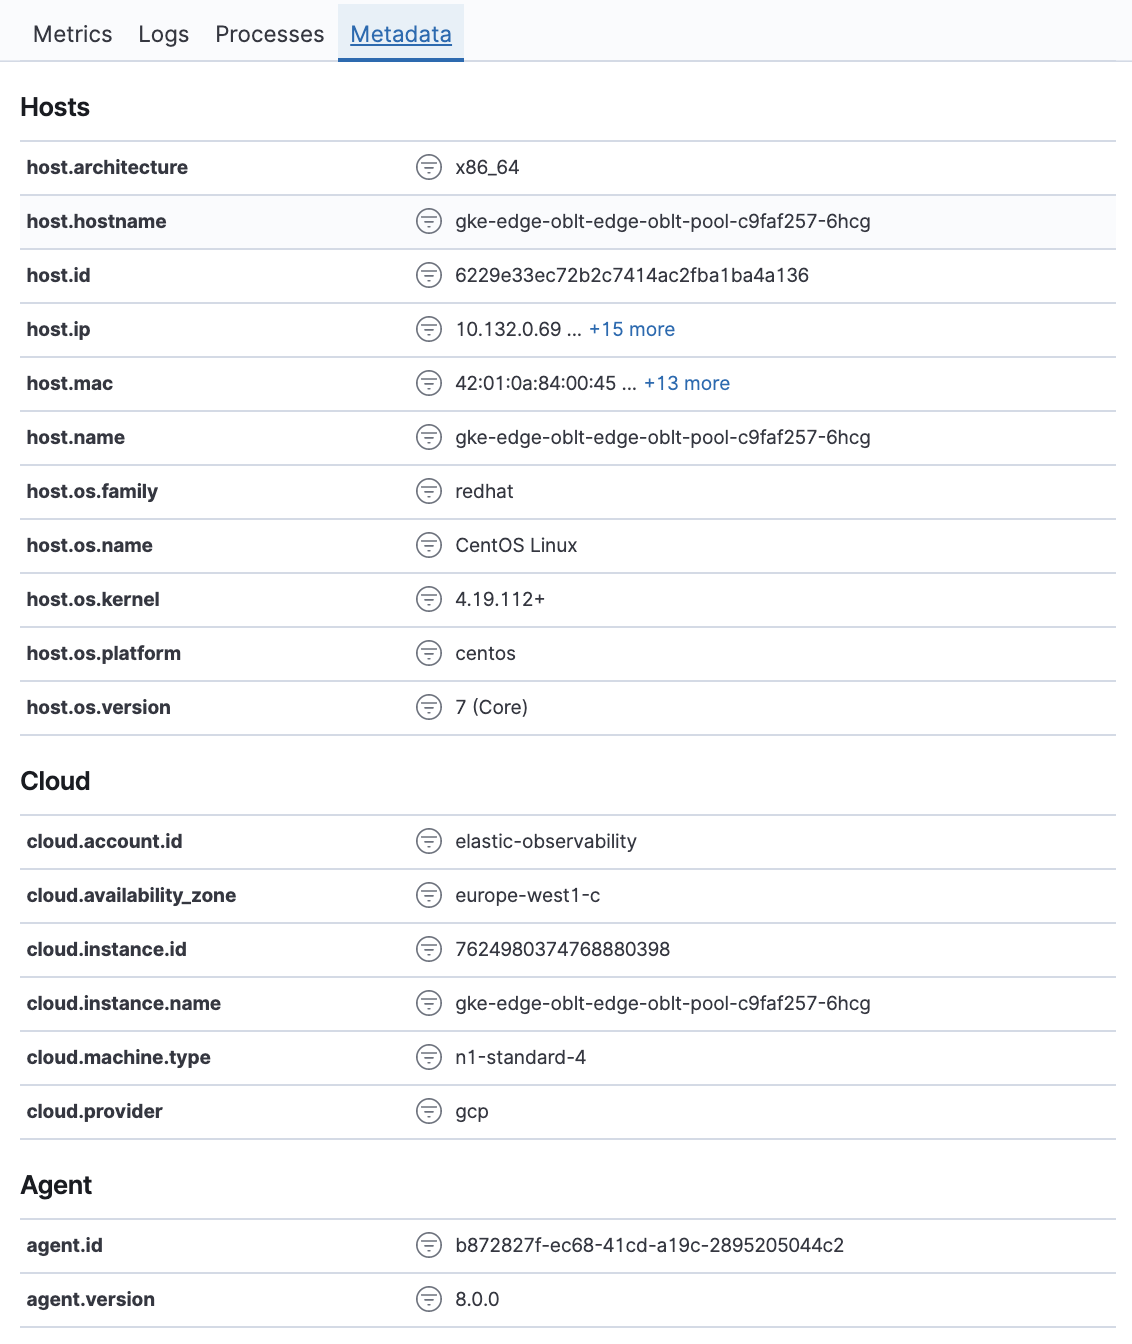 Metrics Logs Processes Metadata
Hosts
host.architecture x86_64
host.hostname gke-edge-oblt-edge-oblt-pool-c9faf257-6hcg
host.id 6229e33ec72b2c7414ac2fba1ba4a136
host.ip 10.132.0.69 ... +15 more
host.mac 42:01:0a:84:00:45 ... +13 more
host.name gke-edge-oblt-edge-oblt-pool-c9faf257-6hcg
host.os.family redhat
host.os.name CentOS Linux
host.os.kernel 4.19.112+
host.os.platform centos
host.os.version 7 (Core)
Cloud
cloud.account.id elastic-observability
cloud.availability_zone europe-west1-c
cloud.instance.id 7624980374768880398
cloud.instance.name gke-edge-oblt-edge-oblt-pool-c9faf257-6hcg
cloud.machine.type n1-standard-4
cloud.provider gcp
Agent
agent.id b872827f-ec68-41cd-a19c-2895205044c2
agent.version 8.0.0